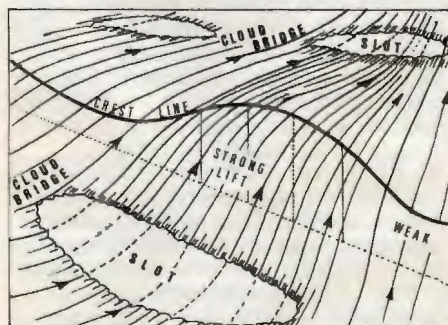 CLOUD
BRIDGE
SLOT
CREST LINE
STRONG
LIFT
CLOUD
BRIDGE
WEAK
SLOT